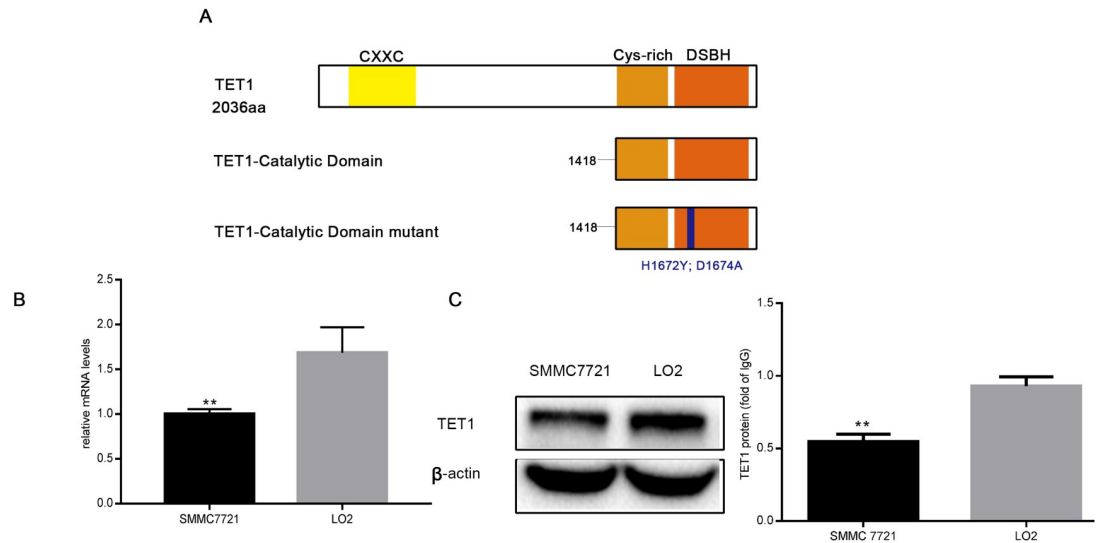 A
CXXC
Cys-rich DSBH
TET1
2036aa
TET1-Catalytic Domain
1418
TET1-Catalytic Domain mutant
1418
H1672Y; D1674A
B
relative mRNA levels
2.5
2.0
1.5
1.0
0.5
0.0
**
SMMC7721
LO2
C
SMMC7721
LO2
TET1
β-actin
TET1 protein (fold of IgG)
1.5
1.0
0.5
0.0
**
SMMC 7721
LO2